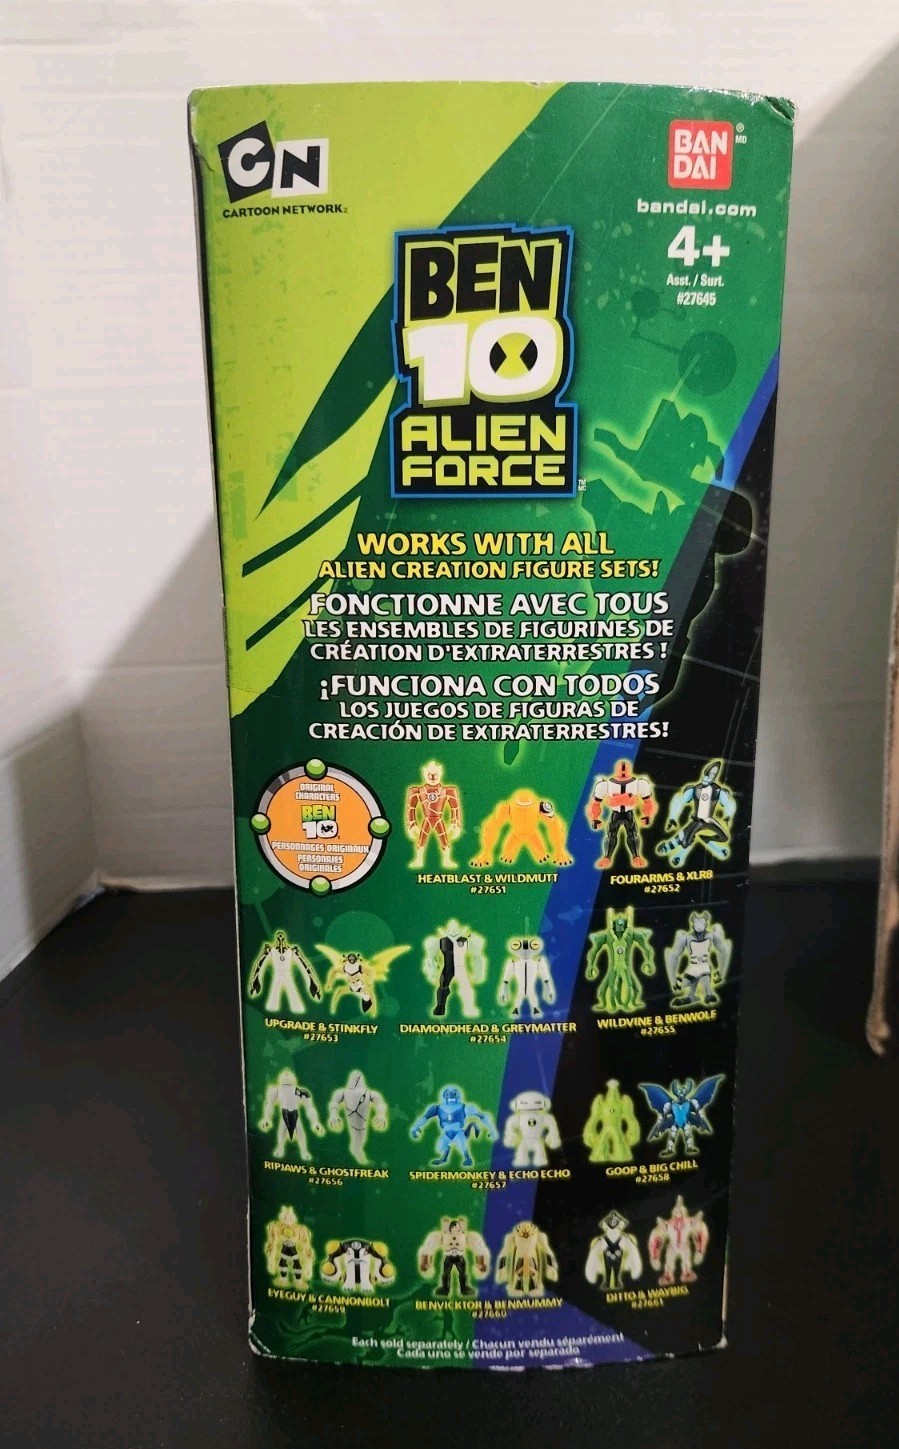 CN
CARTOON NETWORK
BAN
DAI
® MD
bandai.com
4+
Asst. / Surt.
#27645
BEN
10
ALIEN
FORCE
TM
MC
WORKS WITH ALL
ALIEN CREATION FIGURE SETS!
FONCTIONNE AVEC TOUS
LES ENSEMBLES DE FIGURINES DE
CRÉATION D'EXTRATERRESTRES !
¡FUNCIONA CON TODOS
LOS JUEGOS DE FIGURAS DE
CREACIÓN DE EXTRATERRESTRES!
ORIGINAL
CHARACTERS
BEN
10
PERSONNAGES ORIGINAUX
PERSONAJES
ORIGINALES
HEATBLAST & WILDMUTT
#27651
FOURARMS & XLR8
#27652
UPGRADE & STINKFLY
#27653
DIAMONDHEAD & GREYMATTER
#27654
WILDVINE & BENWOLF
#27655
RIPJAWS & GHOSTFREAK
#27656
SPIDERMONKEY & ECHO ECHO
#27657
GOOP & BIG CHILL
#27658
EYEGUY & CANNONBOLT
#27659
BENVICKTOR & BENMUMMY
#27660
DITTO & WAYBIG
#27661
Each sold separately / Chacun vendu séparément
Cada uno se vende por separado